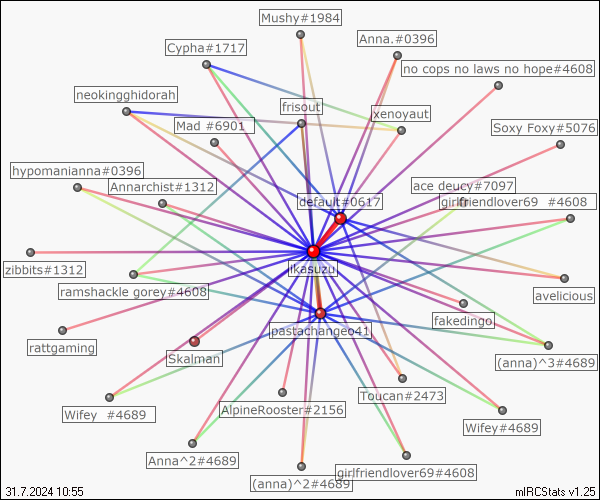 Mushy#1984
Anna.#0396
Cypha#1717
no cops no laws no hope#4608
neokingghidorah
frisout
xenoyaut
Mad #6901
Soxy Foxy#5076
hypomanianna#0396
Annarchist#1312
ace deucy#7097
default#0617
girlfriendlover69 #4608
zibbits#1312
ikasuzu
ramshackle gorey#4608
avelicious
fakedingo
pastachangeo41
rattgaming
Skalman
(anna)^3#4689
Toucan#2473
AlpineRooster#2156
Wifey #4689
Wifey#4689
Anna^2#4689
girlfriendlover69#4608
(anna)^2#4689
31.7.2024 10:55
mIRCStats v1.25